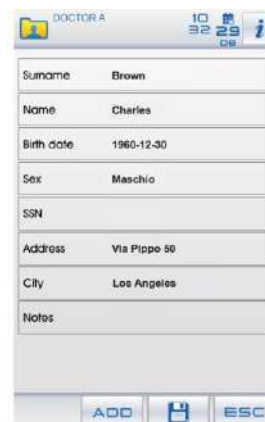 DOCTOR A
10 29
32 08
i
Surname Brown
Name Charles
Birth date 1960-12-30
Sex Maschio
SSN
Address Via Pippo 50
City Los Angeles
Notes
ADD ESC